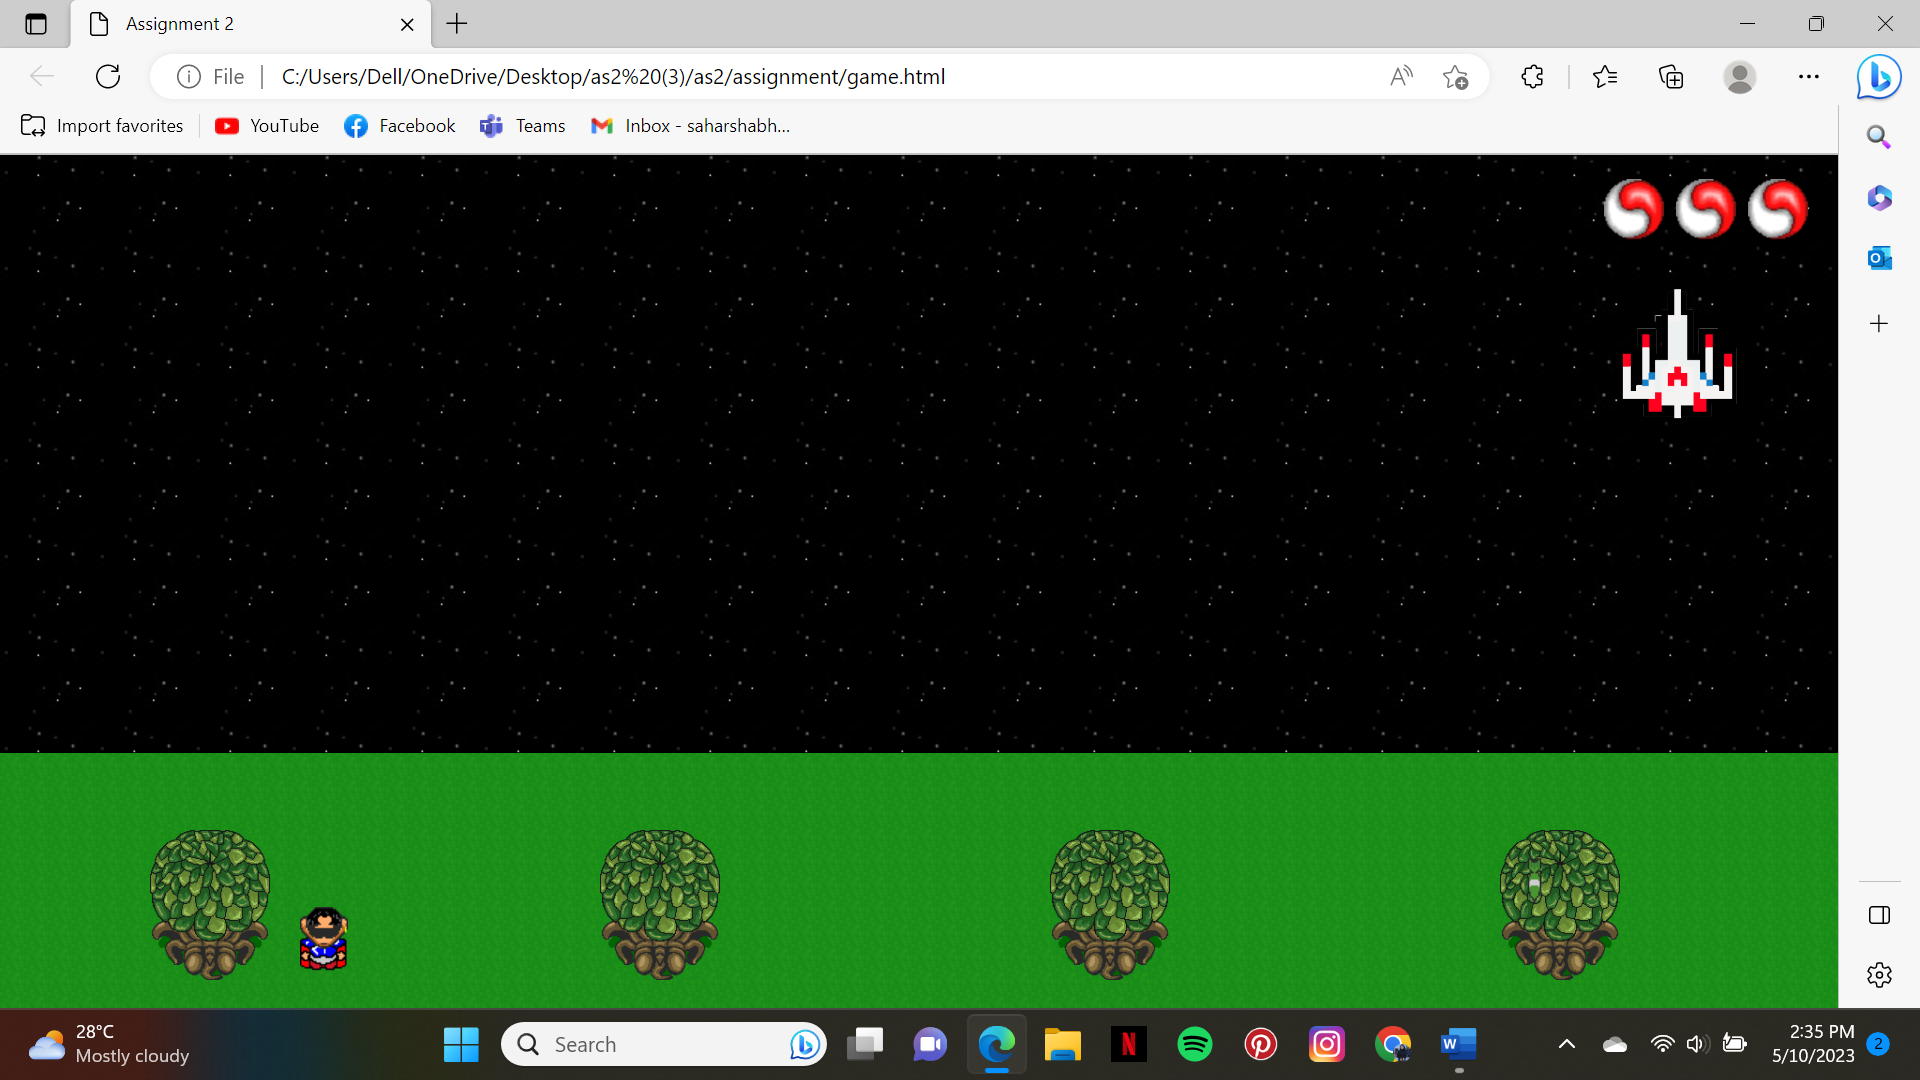 Assignment 2
File
C:/Users/Dell/OneDrive/Desktop/as2%20(3)/as2/assignment/game.html
Import favorites
YouTube
Facebook
Teams
Inbox - saharshabh...
28°C
Mostly cloudy
Search
2:35 PM
5/10/2023
2